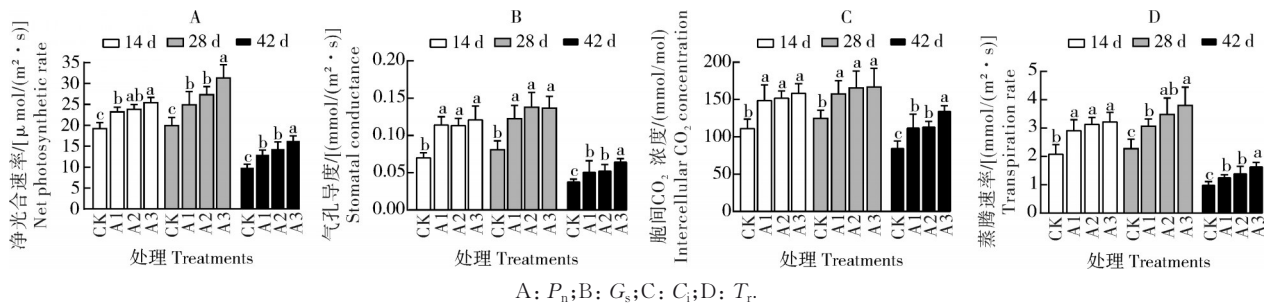 A
14 d 28 d 42 d
净光合速率/[μ mol/(m²·s)]
Net photosynthetic rate
35
30
25
20
15
10
5
0
c b ab a c b b a c b b a
CK A1 A2 A3 CK A1 A2 A3 CK A1 A2 A3
处理 Treatments
B
14 d 28 d 42 d
气孔导度/[(mmol/(m²·s)]
Stomatal conductance
0.20
0.15
0.10
0.05
0.00
b a a a b a a a c b b a
CK A1 A2 A3 CK A1 A2 A3 CK A1 A2 A3
处理 Treatments
C
14 d 28 d 42 d
胞间CO₂ 浓度/(mmol/mol)
Intercellular CO₂ concentration
250
200
150
100
50
0
b a a a b a a a c b b a
CK A1 A2 A3 CK A1 A2 A3 CK A1 A2 A3
处理 Treatments
D
14 d 28 d 42 d
蒸腾速率/[(mmol/(m²·s)]
Transpiration rate
6
5
4
3
2
1
0
b a a a c b ab a c b b a
CK A1 A2 A3 CK A1 A2 A3 CK A1 A2 A3
处理 Treatments
A: Pₙ;B: Gₛ;C: Cᵢ;D: Tᵣ.